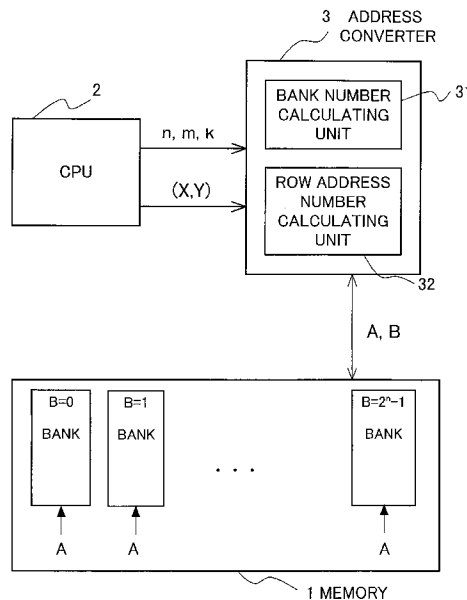 3 ADDRESS
CONVERTER
2
CPU
n, m, k
(X,Y)
BANK NUMBER
CALCULATING
UNIT
31
ROW ADDRESS
NUMBER
CALCULATING
UNIT
32
A, B
B=0
BANK
A
B=1
BANK
A
. . .
B=2ⁿ-1
BANK
A
1 MEMORY